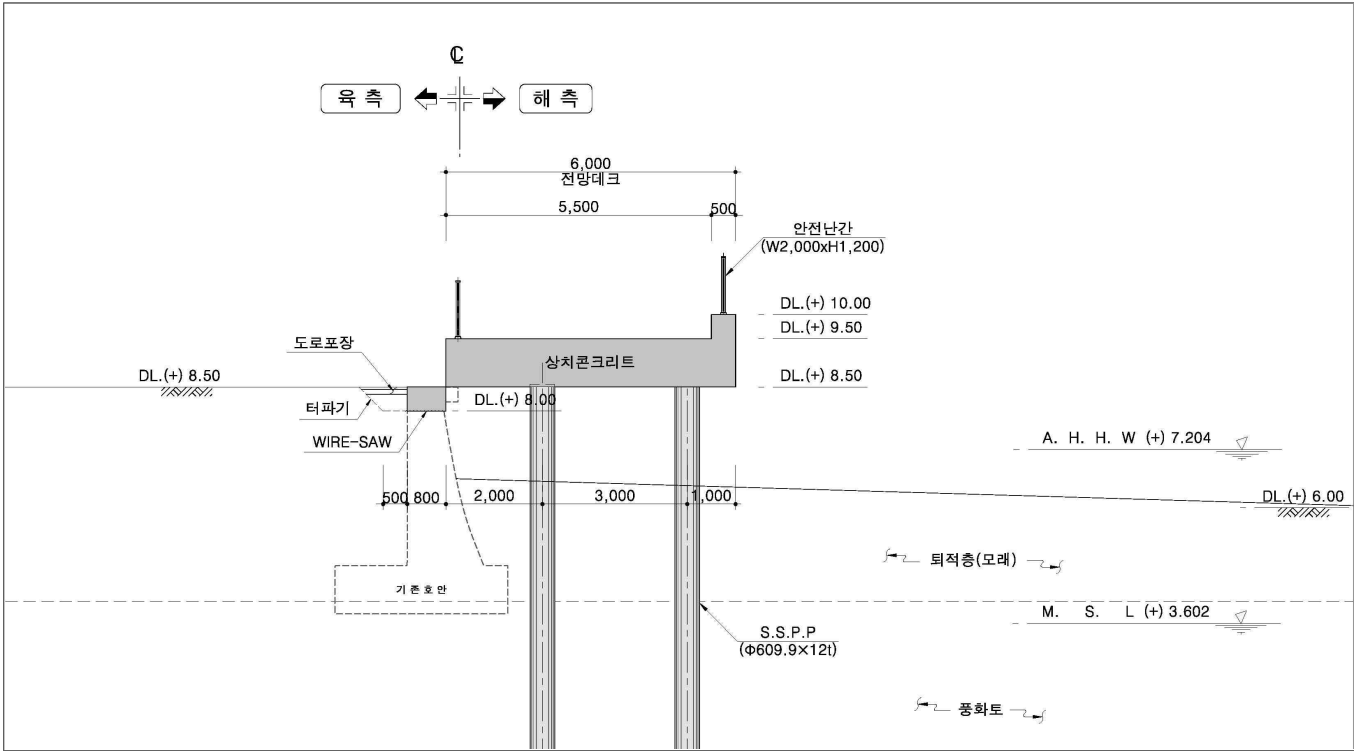 ℄
육 측
해 측
6,000
전망데크
5,500
500
안전난간
(W2,000xH1,200)
DL.(+) 10.00
DL.(+) 9.50
도로포장
상치콘크리트
DL.(+) 8.50
DL.(+) 8.50
터파기
DL.(+) 8.00
WIRE-SAW
A. H. H. W (+) 7.204
500
800
2,000
3,000
1,000
DL.(+) 6.00
퇴적층(모래)
기존호안
M. S. L (+) 3.602
S.S.P.P
(Φ609.9×12t)
풍화토